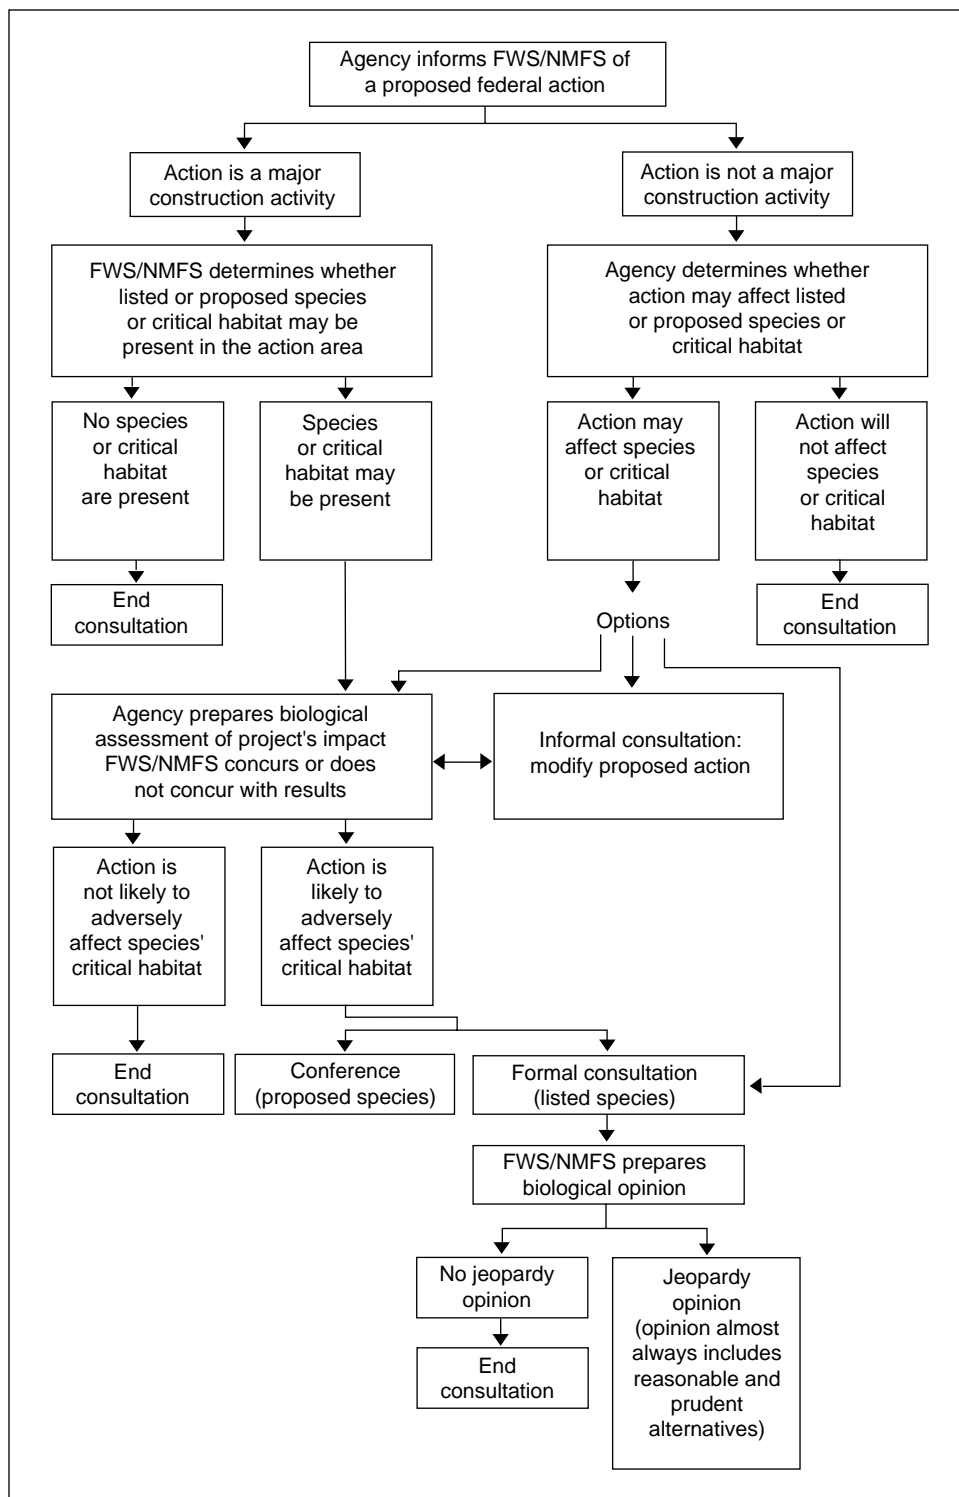 Agency informs FWS/NMFS of
a proposed federal action
Action is a major
construction activity
Action is not a major
construction activity
FWS/NMFS determines whether
listed or proposed species
or critical habitat may be
present in the action area
Agency determines whether
action may affect listed
or proposed species or
critical habitat
No species
or critical
habitat
are present
Species
or critical
habitat may
be present
Action may
affect species
or critical
habitat
Action will
not affect
species
or critical
habitat
End
consultation
Options
End
consultation
Agency prepares biological
assessment of project's impact
FWS/NMFS concurs or does
not concur with results
Informal consultation:
modify proposed action
Action is
not likely to
adversely
affect species'
critical habitat
Action is
likely to
adversely
affect species'
critical habitat
End
consultation
Conference
(proposed species)
Formal consultation
(listed species)
FWS/NMFS prepares
biological opinion
No jeopardy
opinion
Jeopardy
opinion
(opinion almost
always includes
reasonable and
prudent
alternatives)
End
consultation